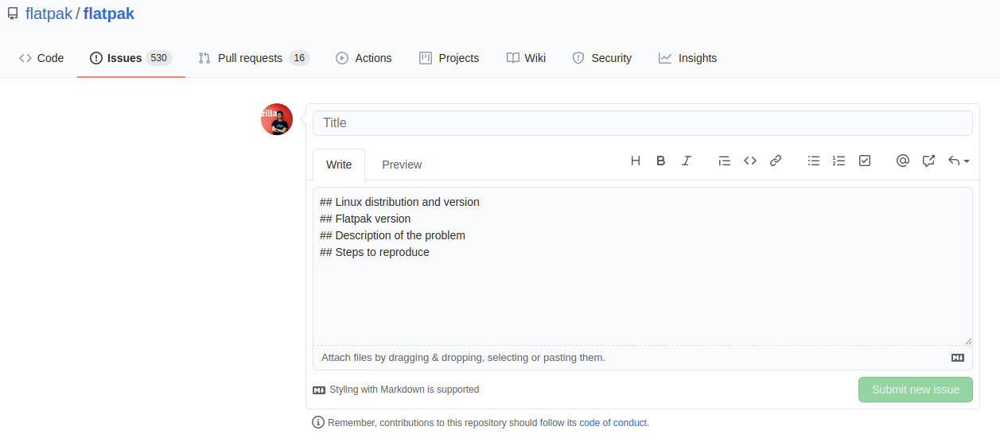 flatpak / flatpak
Code Issues 530 Pull requests 16 Actions Projects Wiki Security Insights
zilla
Title
Write Preview
## Linux distribution and version
## Flatpak version
## Description of the problem
## Steps to reproduce
Attach files by dragging & dropping, selecting or pasting them.
Styling with Markdown is supported
Submit new issue
Remember, contributions to this repository should follow its code of conduct.